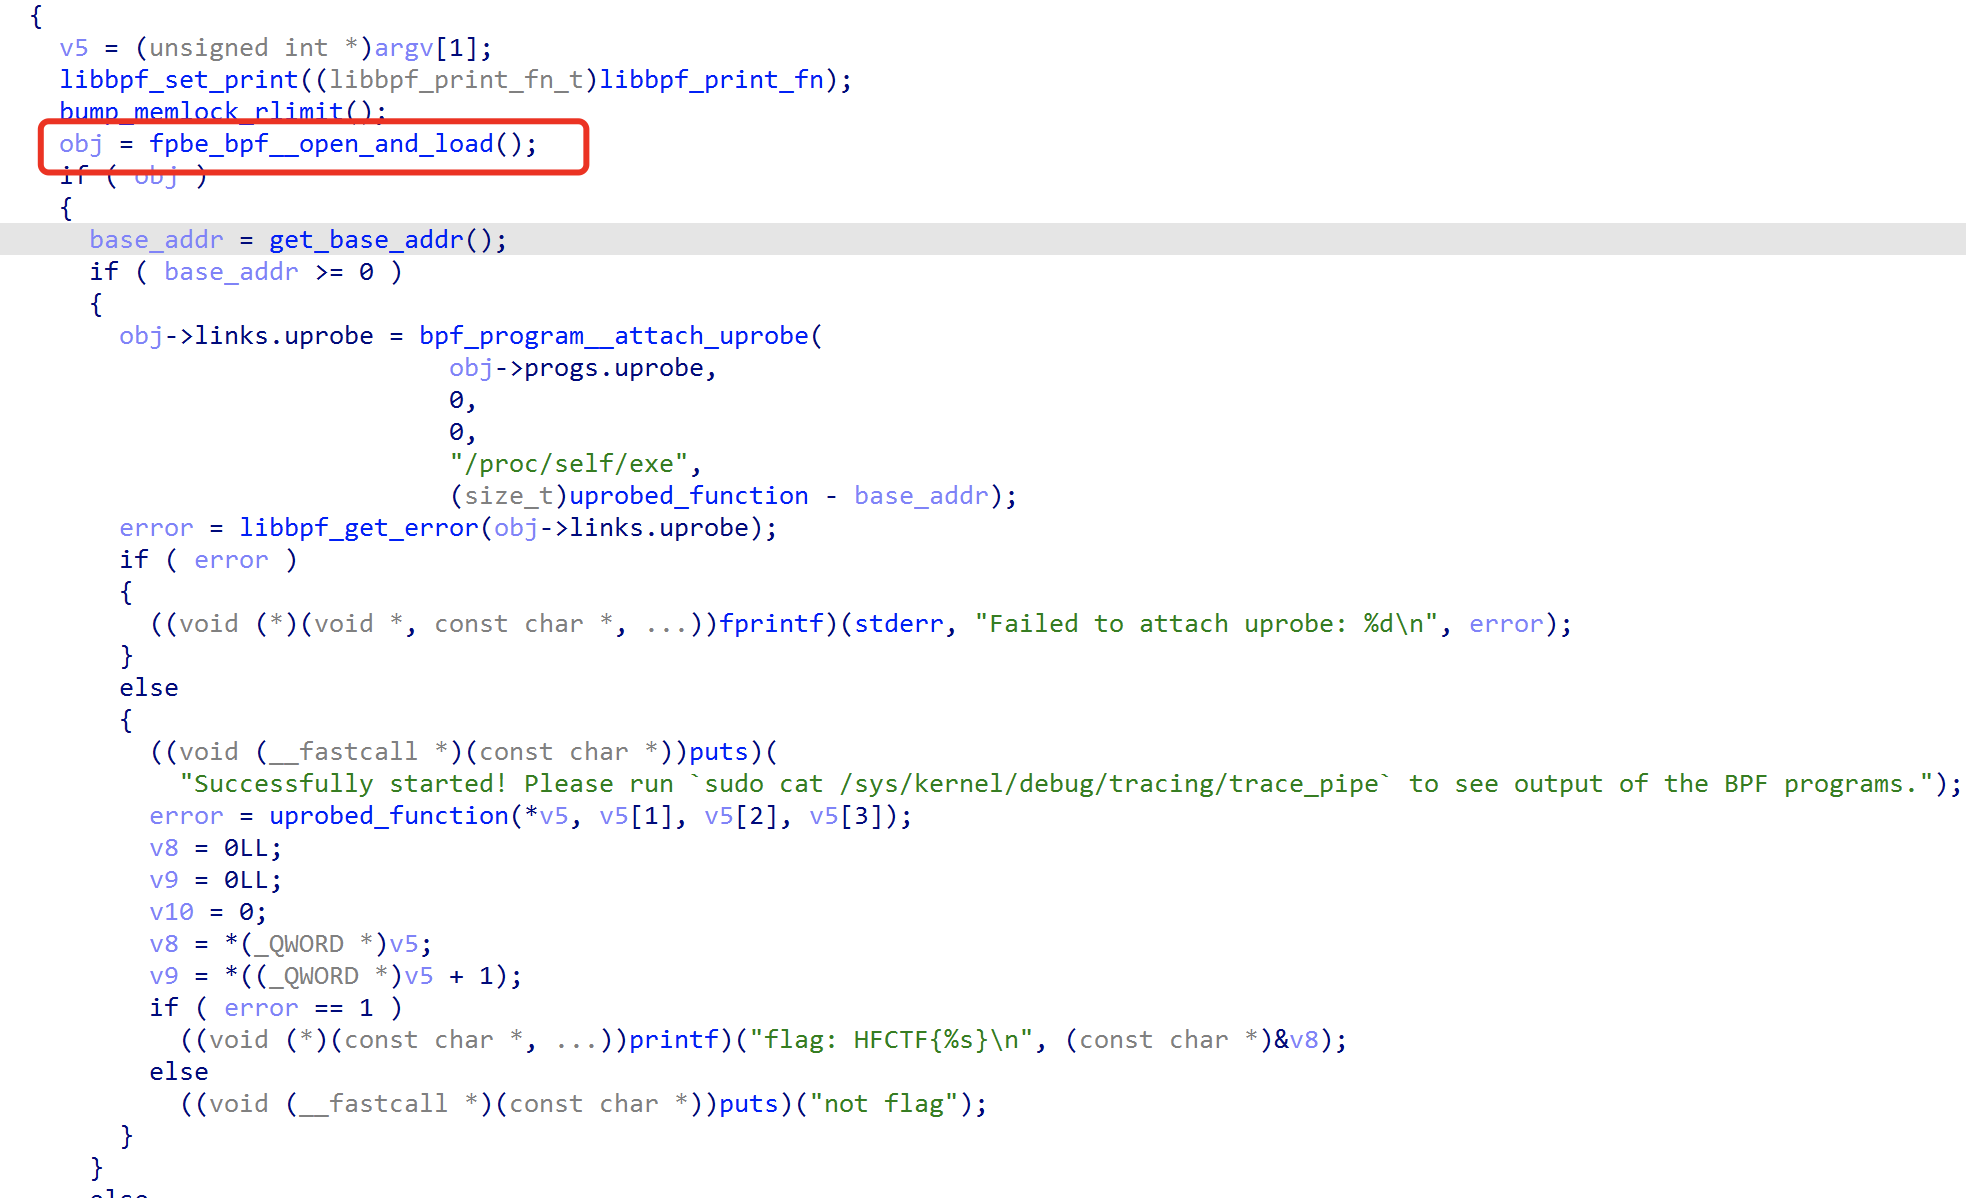 {
v5 = (unsigned int *)argv[1];
libbpf_set_print((libbpf_print_fn_t)libbpf_print_fn);
bump_memlock_rlimit();
obj = fpbe_bpf__open_and_load();
if ( obj )
{
base_addr = get_base_addr();
if ( base_addr >= 0 )
{
obj->links.uprobe = bpf_program__attach_uprobe(
obj->progs.uprobe,
0,
0,
"/proc/self/exe",
(size_t)uprobed_function - base_addr);
error = libbpf_get_error(obj->links.uprobe);
if ( error )
{
((void (*)(void *, const char *, ...))fprintf)(stderr, "Failed to attach uprobe: %d\n", error);
}
else
{
((void (__fastcall *)(const char *))puts)(
"Successfully started! Please run `sudo cat /sys/kernel/debug/tracing/trace_pipe` to see output of the BPF programs.");
error = uprobed_function(*v5, v5[1], v5[2], v5[3]);
v8 = 0LL;
v9 = 0LL;
v10 = 0;
v8 = *(_QWORD *)v5;
v9 = *((_QWORD *)v5 + 1);
if ( error == 1 )
((void (*)(const char *, ...))printf)("flag: HFCTF{%s}\n", (const char *)&v8);
else
((void (__fastcall *)(const char *))puts)("not flag");
}
}
else